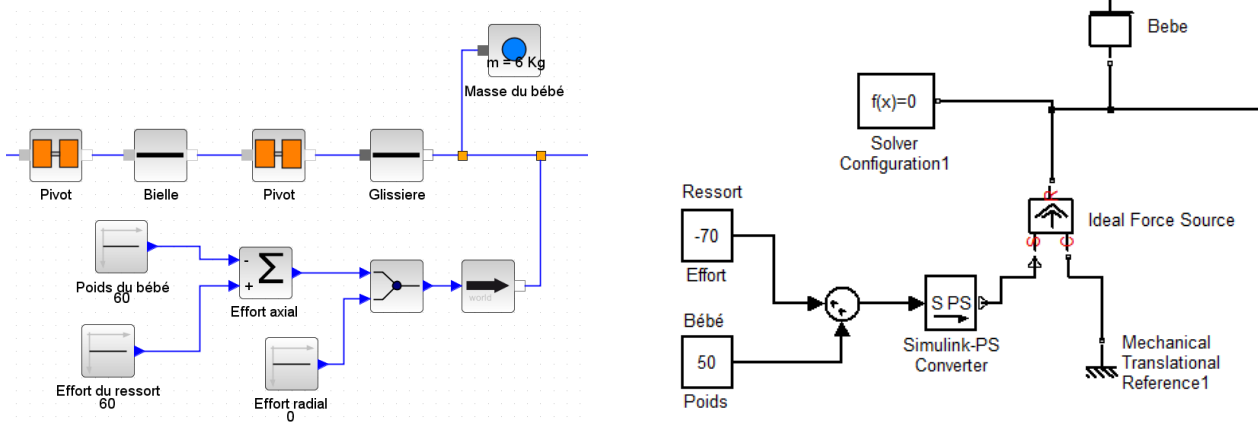 m = 6 Kg
Masse du bébé
Pivot
Bielle
Pivot
Glissiere
Poids du bébé
60
-
+
Σ
Effort axial
world
Effort du ressort
60
Effort radial
0
Bebe
f(x)=0
Solver
Configuration1
Ressort
-70
Effort
R
S
C
Ideal Force Source
Bébé
50
Poids
+
+
S PS
Simulink-PS
Converter
Mechanical
Translational
Reference1